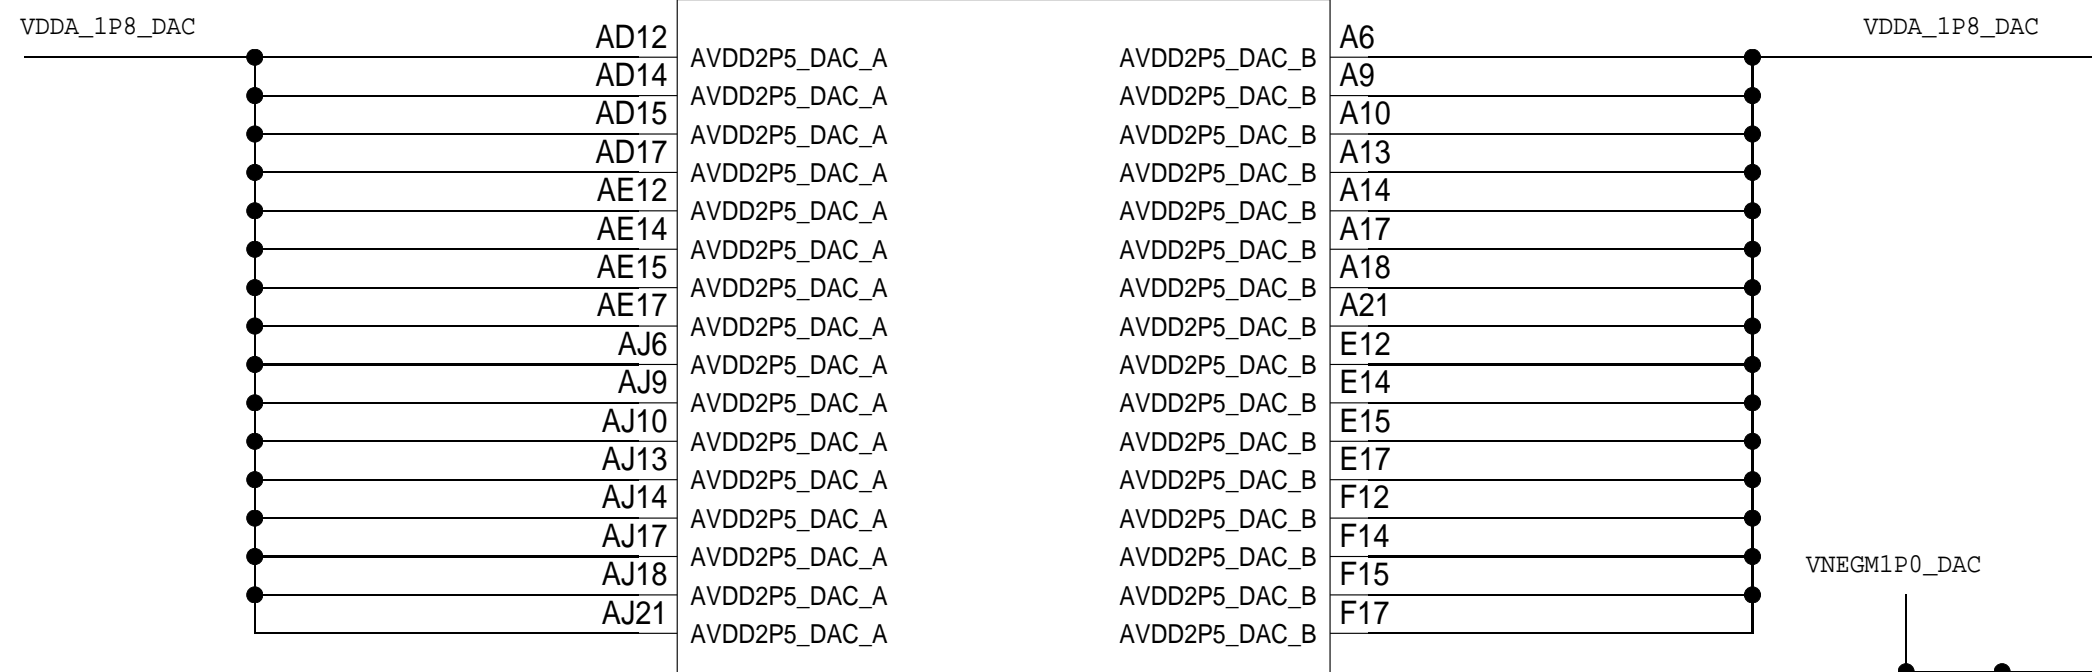 VDDA_1P8_DAC VDDA_1P8_DAC
AD12 AVDD2P5_DAC_A AVDD2P5_DAC_B A6
AD14 AVDD2P5_DAC_A AVDD2P5_DAC_B A9
AD15 AVDD2P5_DAC_A AVDD2P5_DAC_B A10
AD17 AVDD2P5_DAC_A AVDD2P5_DAC_B A13
AE12 AVDD2P5_DAC_A AVDD2P5_DAC_B A14
AE14 AVDD2P5_DAC_A AVDD2P5_DAC_B A17
AE15 AVDD2P5_DAC_A AVDD2P5_DAC_B A18
AE17 AVDD2P5_DAC_A AVDD2P5_DAC_B A21
AJ6 AVDD2P5_DAC_A AVDD2P5_DAC_B E12
AJ9 AVDD2P5_DAC_A AVDD2P5_DAC_B E14
AJ10 AVDD2P5_DAC_A AVDD2P5_DAC_B E15
AJ13 AVDD2P5_DAC_A AVDD2P5_DAC_B E17
AJ14 AVDD2P5_DAC_A AVDD2P5_DAC_B F12
AJ17 AVDD2P5_DAC_A AVDD2P5_DAC_B F14
VNEGM1P0_DAC
AJ18 AVDD2P5_DAC_A AVDD2P5_DAC_B F15
AJ21 AVDD2P5_DAC_A AVDD2P5_DAC_B F17